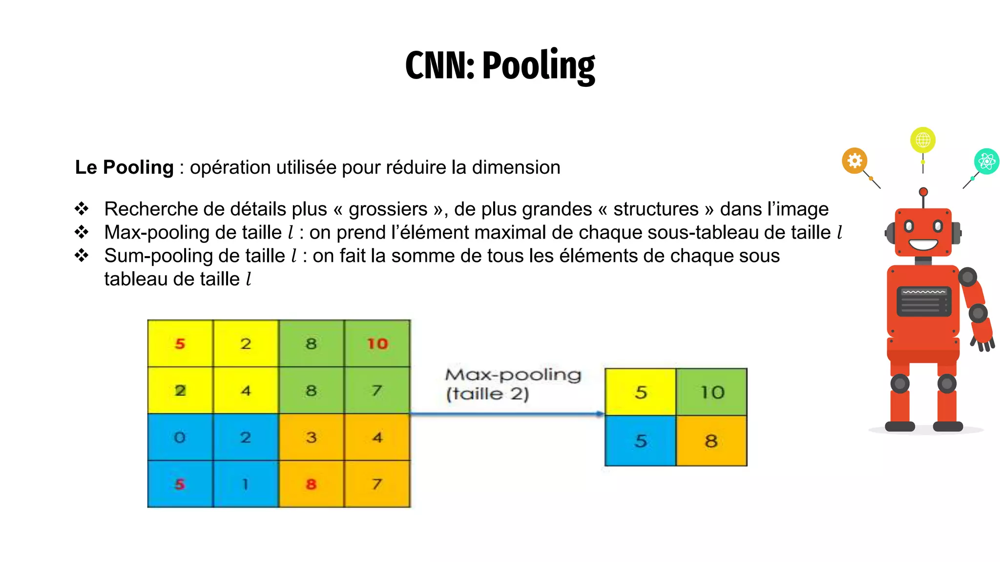 CNN: Pooling
Le Pooling : opération utilisée pour réduire la dimension
❖ Recherche de détails plus « grossiers », de plus grandes « structures » dans l’image
❖ Max-pooling de taille l : on prend l’élément maximal de chaque sous-tableau de taille l
❖ Sum-pooling de taille l : on fait la somme de tous les éléments de chaque sous
tableau de taille l
5 2 8 10
2 4 8 7
0 2 3 4
5 1 8 7
Max-pooling
(taille 2)
5 10
5 8